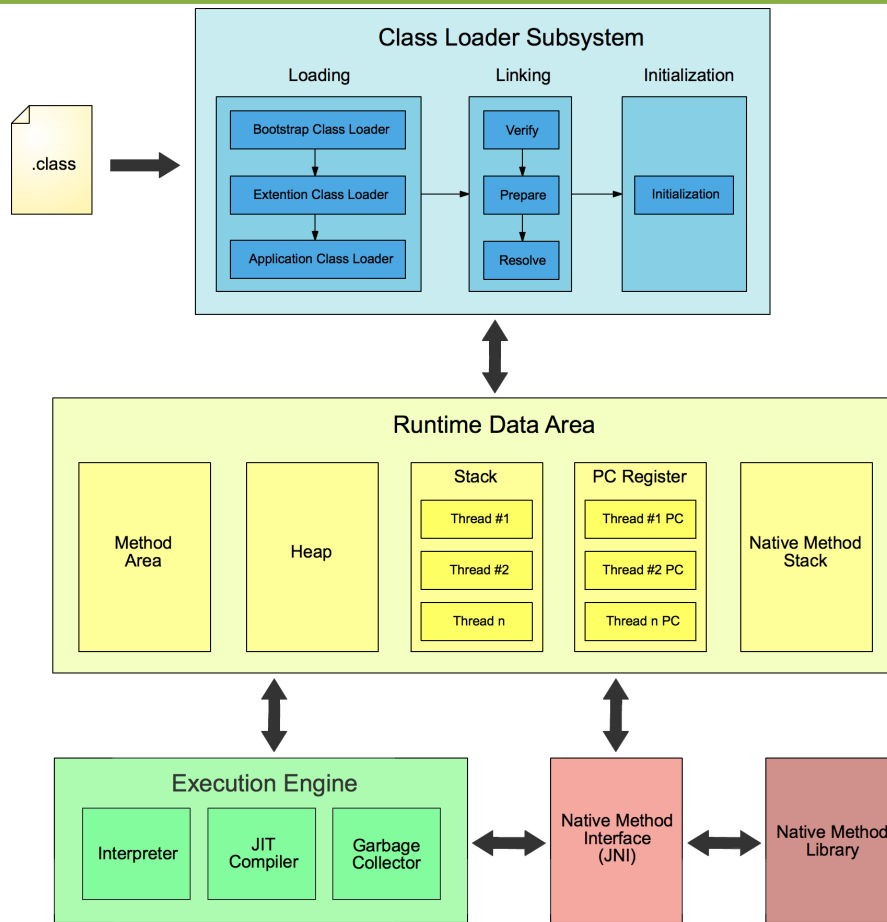 Class Loader Subsystem
Loading
Linking
Initialization
.class
Bootstrap Class Loader
Extention Class Loader
Application Class Loader
Verify
Prepare
Resolve
Initialization
Runtime Data Area
Method
Area
Heap
Stack
Thread #1
Thread #2
Thread n
PC Register
Thread #1 PC
Thread #2 PC
Thread n PC
Native Method
Stack
Execution Engine
Interpreter
JIT
Compiler
Garbage
Collector
Native Method
Interface
(JNI)
Native Method
Library